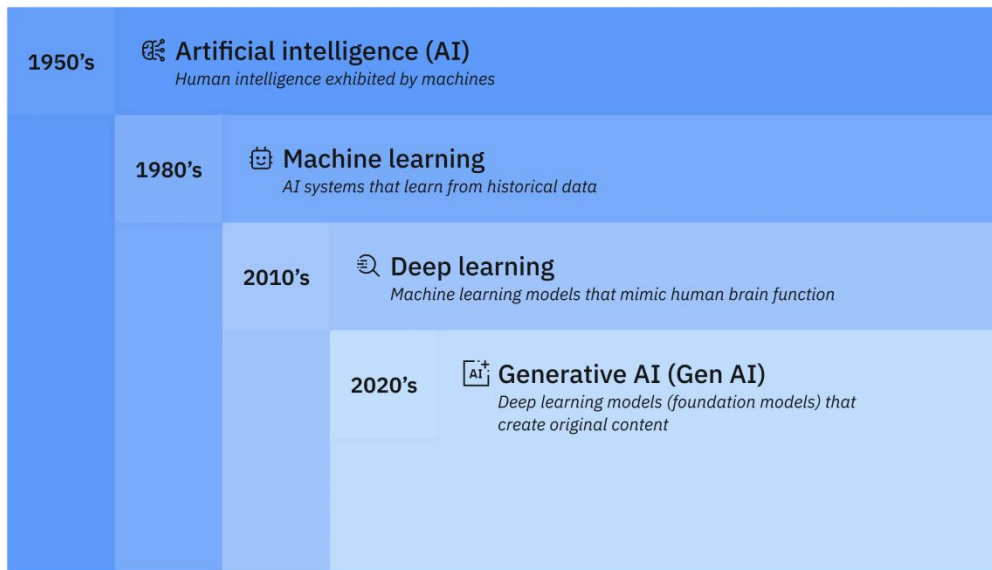 1950’s
Artificial intelligence (AI)
Human intelligence exhibited by machines
1980’s
Machine learning
AI systems that learn from historical data
2010’s
Deep learning
Machine learning models that mimic human brain function
2020’s
AI
Generative AI (Gen AI)
Deep learning models (foundation models) that
create original content